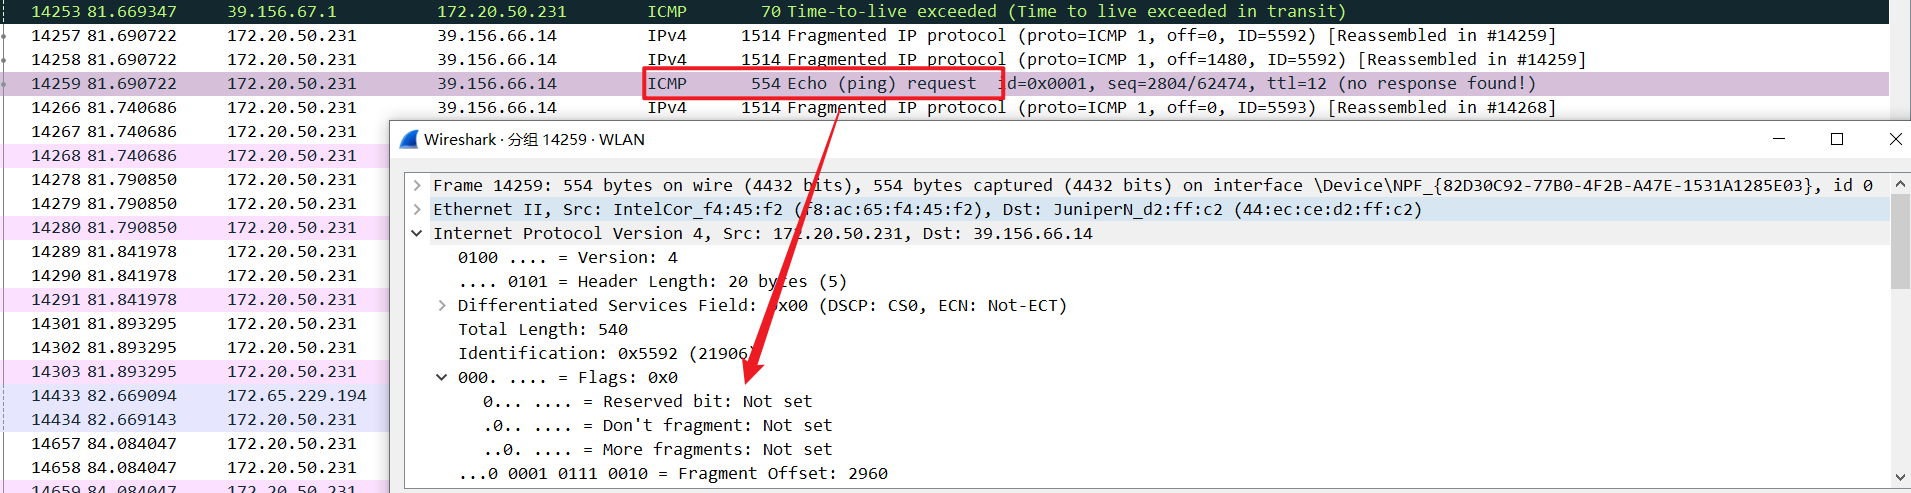 14253 81.669347 39.156.67.1 172.20.50.231 ICMP 70 Time-to-live exceeded (Time to live exceeded in transit)
14257 81.690722 172.20.50.231 39.156.66.14 IPv4 1514 Fragmented IP protocol (proto=ICMP 1, off=0, ID=5592) [Reassembled in #14259]
14258 81.690722 172.20.50.231 39.156.66.14 IPv4 1514 Fragmented IP protocol (proto=ICMP 1, off=1480, ID=5592) [Reassembled in #14259]
14259 81.690722 172.20.50.231 39.156.66.14 ICMP 554 Echo (ping) request id=0x0001, seq=2804/62474, ttl=12 (no response found!)
14266 81.740686 172.20.50.231 39.156.66.14 IPv4 1514 Fragmented IP protocol (proto=ICMP 1, off=0, ID=5593) [Reassembled in #14268]
14267 81.740686 172.20.50.231
14268 81.740686 172.20.50.231
14278 81.790850 172.20.50.231
14279 81.790850 172.20.50.231
14280 81.790850 172.20.50.231
14289 81.841978 172.20.50.231
14290 81.841978 172.20.50.231
14291 81.841978 172.20.50.231
14301 81.893295 172.20.50.231
14302 81.893295 172.20.50.231
14303 81.893295 172.20.50.231
14433 82.669094 172.65.229.194
14434 82.669143 172.20.50.231
14657 84.084047 172.20.50.231
14658 84.084047 172.20.50.231
14659 84.084047 172.20.50.231
Wireshark · 分组 14259 · WLAN
Frame 14259: 554 bytes on wire (4432 bits), 554 bytes captured (4432 bits) on interface \Device\NPF_{82D30C92-77B0-4F2B-A47E-1531A1285E03}, id 0
Ethernet II, Src: IntelCor_f4:45:f2 (f8:ac:65:f4:45:f2), Dst: JuniperN_d2:ff:c2 (44:ec:ce:d2:ff:c2)
Internet Protocol Version 4, Src: 172.20.50.231, Dst: 39.156.66.14
0100 .... = Version: 4
.... 0101 = Header Length: 20 bytes (5)
Differentiated Services Field: 0x00 (DSCP: CS0, ECN: Not-ECT)
Total Length: 540
Identification: 0x5592 (21906)
000. .... = Flags: 0x0
0... .... = Reserved bit: Not set
.0.. .... = Don't fragment: Not set
..0. .... = More fragments: Not set
...0 0001 0111 0010 = Fragment Offset: 2960